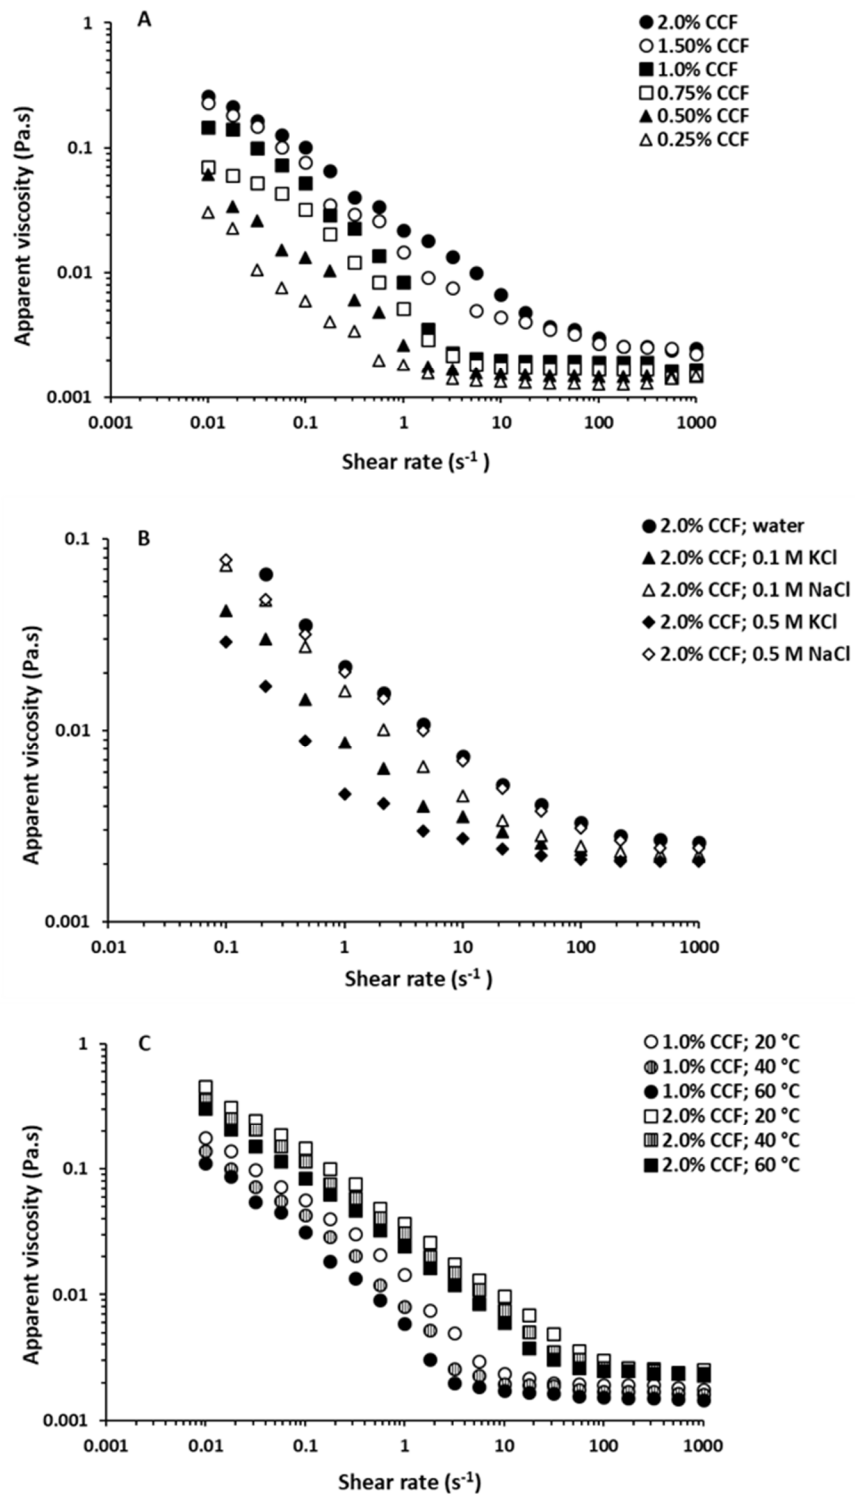 A
2.0% CCF
1.50% CCF
1.0% CCF
0.75% CCF
0.50% CCF
0.25% CCF
1
0.1
0.01
0.001
Apparent viscosity (Pa.s)
0.001 0.01 0.1 1 10 100 1000
Shear rate (s-1 )
B
2.0% CCF; water
2.0% CCF; 0.1 M KCl
2.0% CCF; 0.1 M NaCl
2.0% CCF; 0.5 M KCl
2.0% CCF; 0.5 M NaCl
0.1
0.01
0.001
Apparent viscosity (Pa.s)
0.01 0.1 1 10 100 1000
Shear rate (s-1 )
C
1.0% CCF; 20 °C
1.0% CCF; 40 °C
1.0% CCF; 60 °C
2.0% CCF; 20 °C
2.0% CCF; 40 °C
2.0% CCF; 60 °C
1
0.1
0.01
0.001
Apparent viscosity (Pa.s)
0.001 0.01 0.1 1 10 100 1000
Shear rate (s-1)